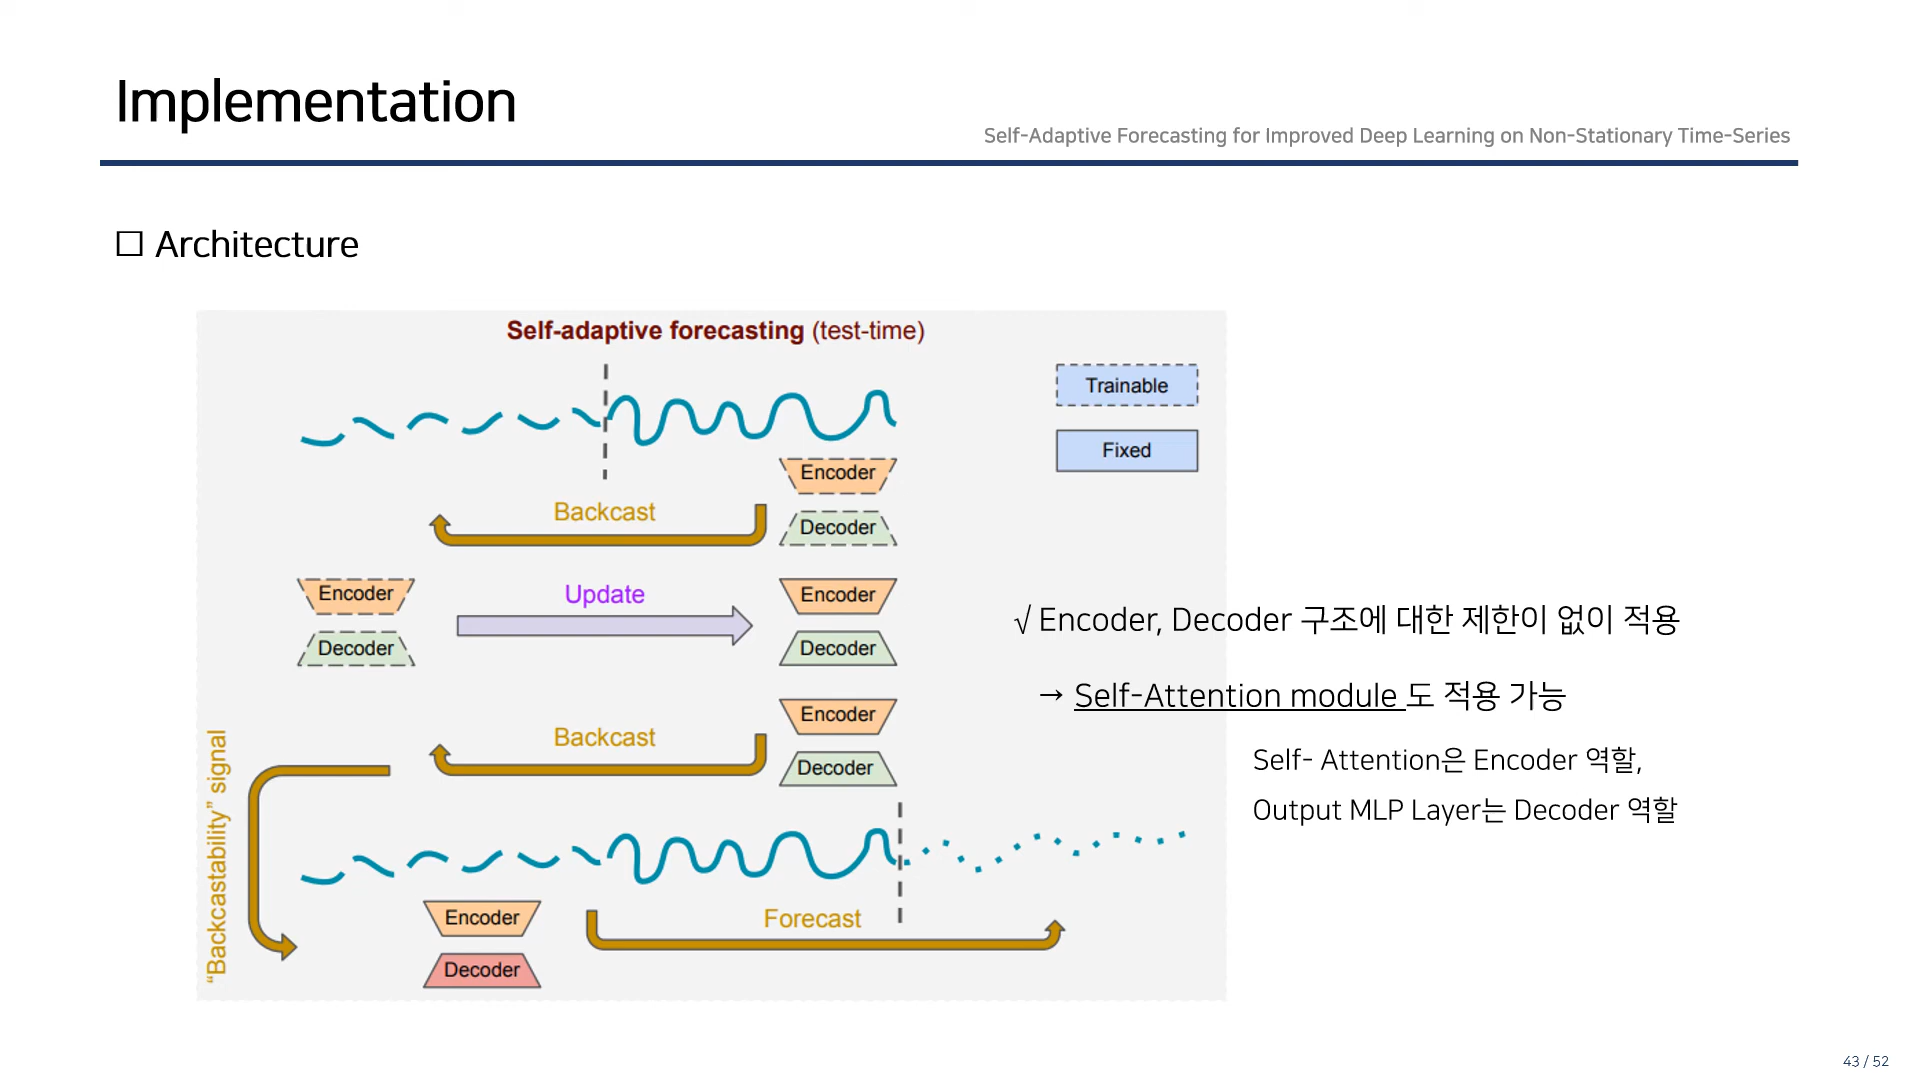 Implementation
Self-Adaptive Forecasting for Improved Deep Learning on Non-Stationary Time-Series
□ Architecture
Self-adaptive forecasting (test-time)
Trainable
Fixed
Encoder
Backcast
Decoder
Encoder
Update
Encoder
Decoder
Decoder
√ Encoder, Decoder 구조에 대한 제한이 없이 적용
→ Self-Attention module 도 적용 가능
Self- Attention은 Encoder 역할,
Output MLP Layer는 Decoder 역할
Encoder
Backcast
Decoder
"Backcastability" signal
Encoder
Forecast
Decoder
43 / 52